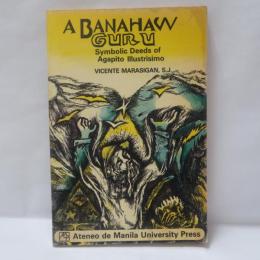 A BANAHAW
GURU
Symbolic Deeds of
Agapito Illustrisimo
VICENTE MARASIGAN, S.J.
Ateneo de Manila University Press